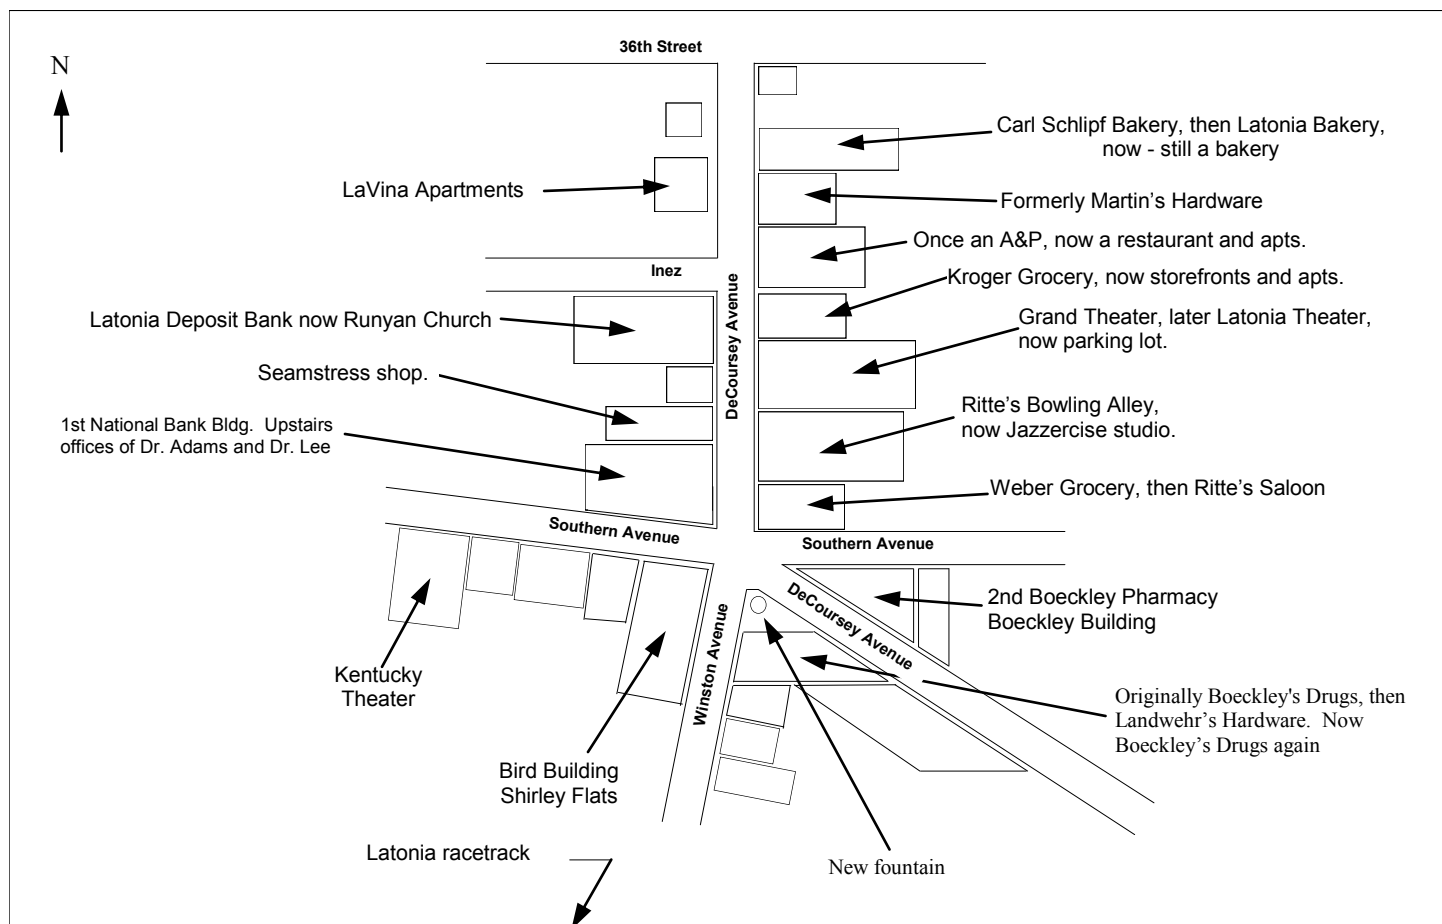 36th Street
N
Carl Schlipf Bakery, then Latonia Bakery,
now - still a bakery
LaVina Apartments
Formerly Martin's Hardware
Once an A&P, now a restaurant and apts.
Inez
Kroger Grocery, now storefronts and apts.
DeCoursey Avenue
Latonia Deposit Bank now Runyan Church
Grand Theater, later Latonia Theater,
now parking lot.
Seamstress shop.
1st National Bank Bldg.  Upstairs
offices of Dr. Adams and Dr. Lee
Ritte's Bowling Alley,
now Jazzercise studio.
Weber Grocery, then Ritte's Saloon
Southern Avenue
Southern Avenue
DeCoursey Avenue
2nd Boeckley Pharmacy
Boeckley Building
Winston Avenue
Kentucky
Theater
Originally Boeckley's Drugs, then
Landwehr's Hardware.  Now
Boeckley's Drugs again
Bird Building
Shirley Flats
Latonia racetrack
New fountain